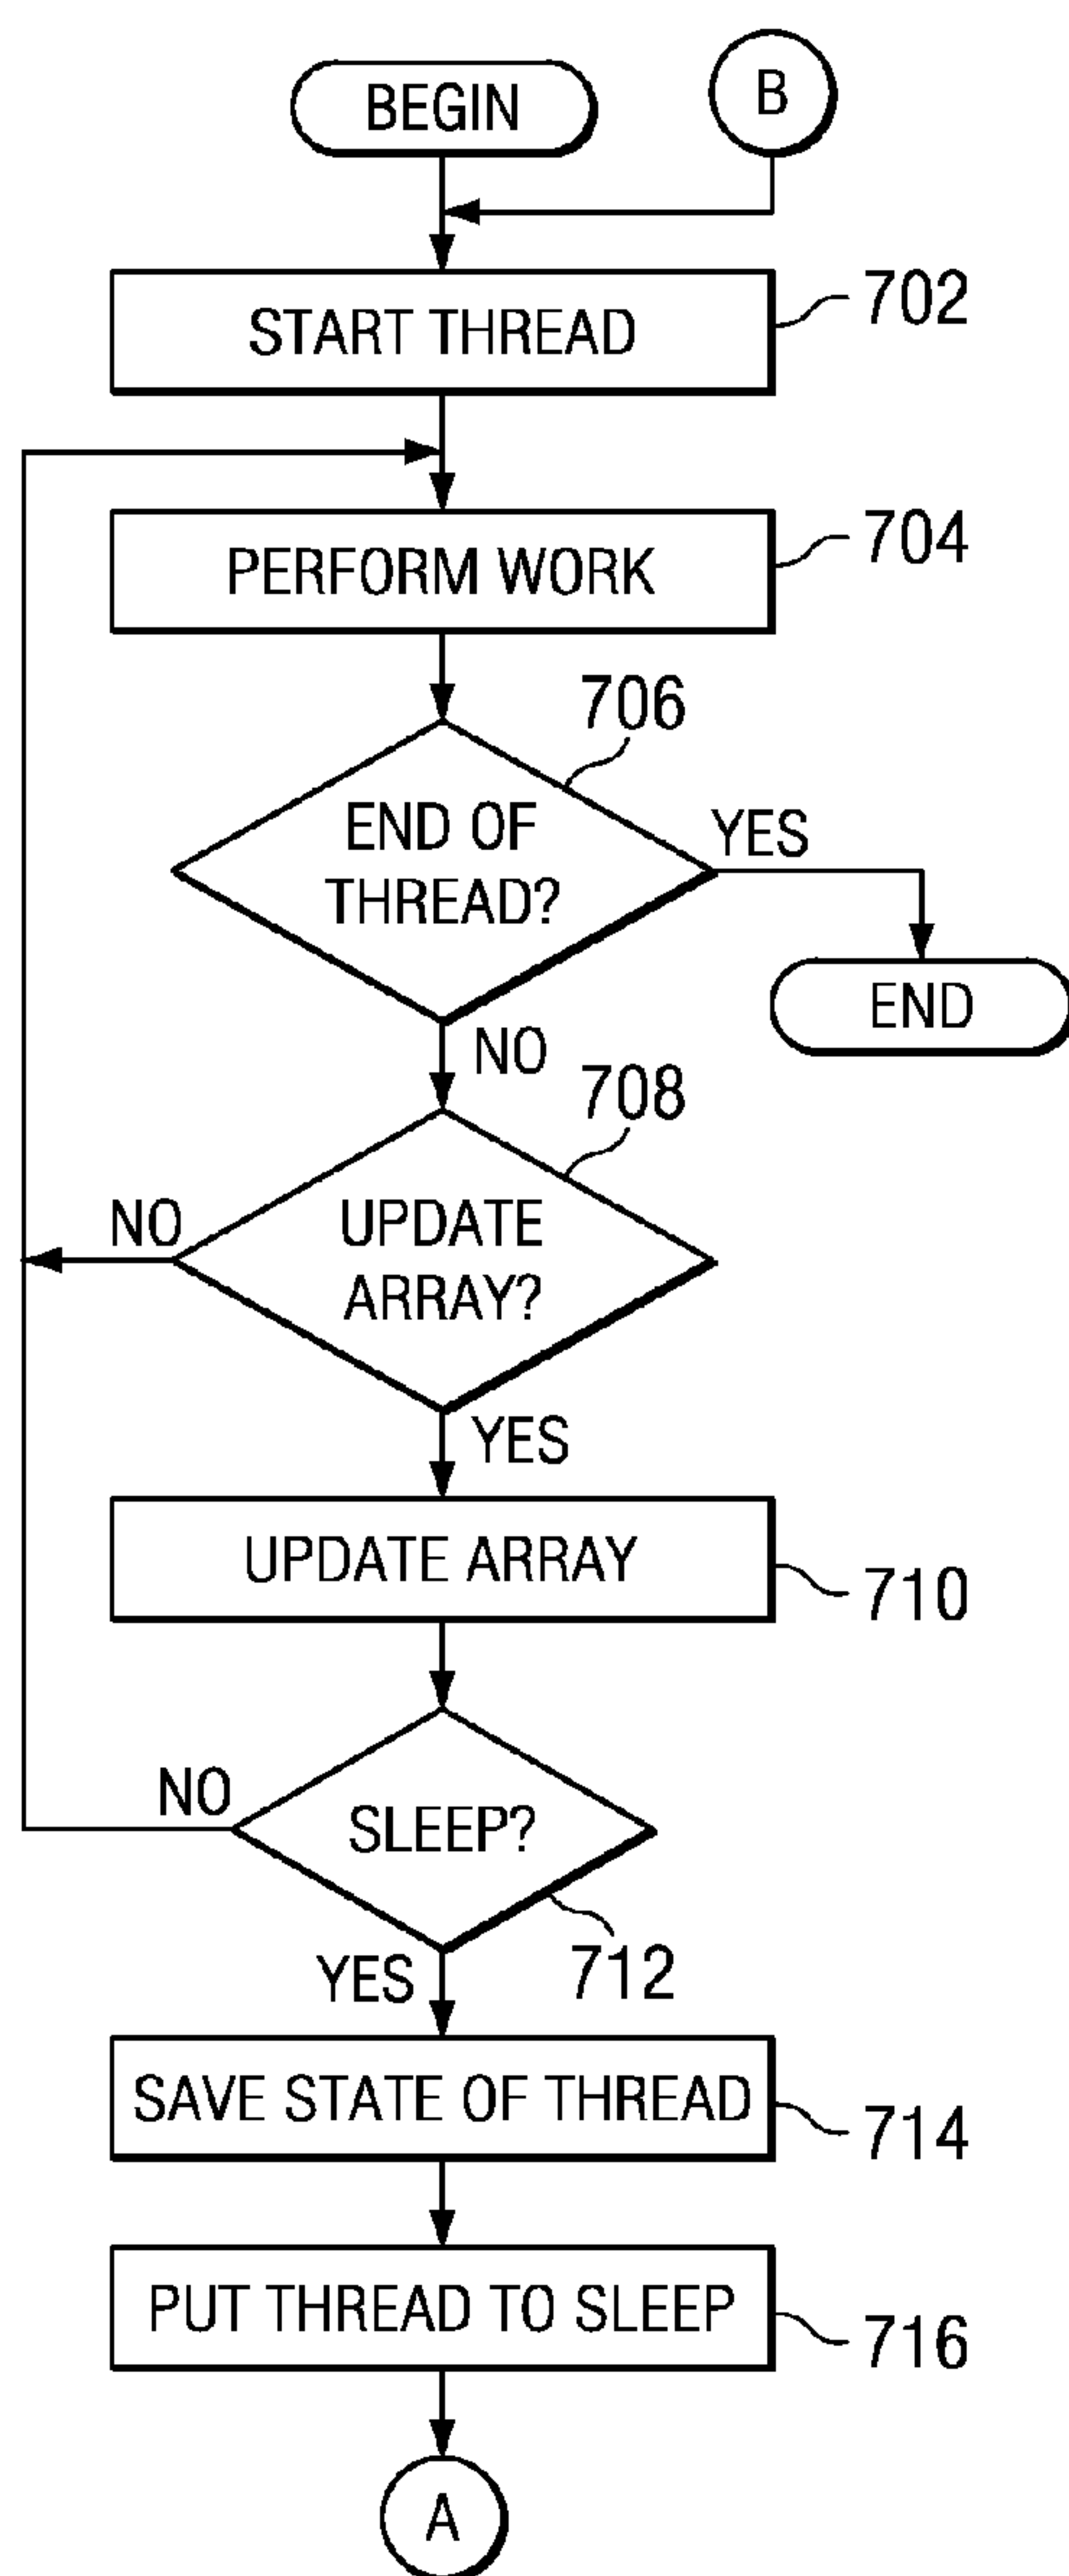 BEGIN
B
START THREAD
702
PERFORM WORK
704
706
END OF
THREAD?
YES
END
NO
708
NO
UPDATE
ARRAY?
YES
UPDATE ARRAY
710
NO
SLEEP?
712
YES
SAVE STATE OF THREAD
714
PUT THREAD TO SLEEP
716
A